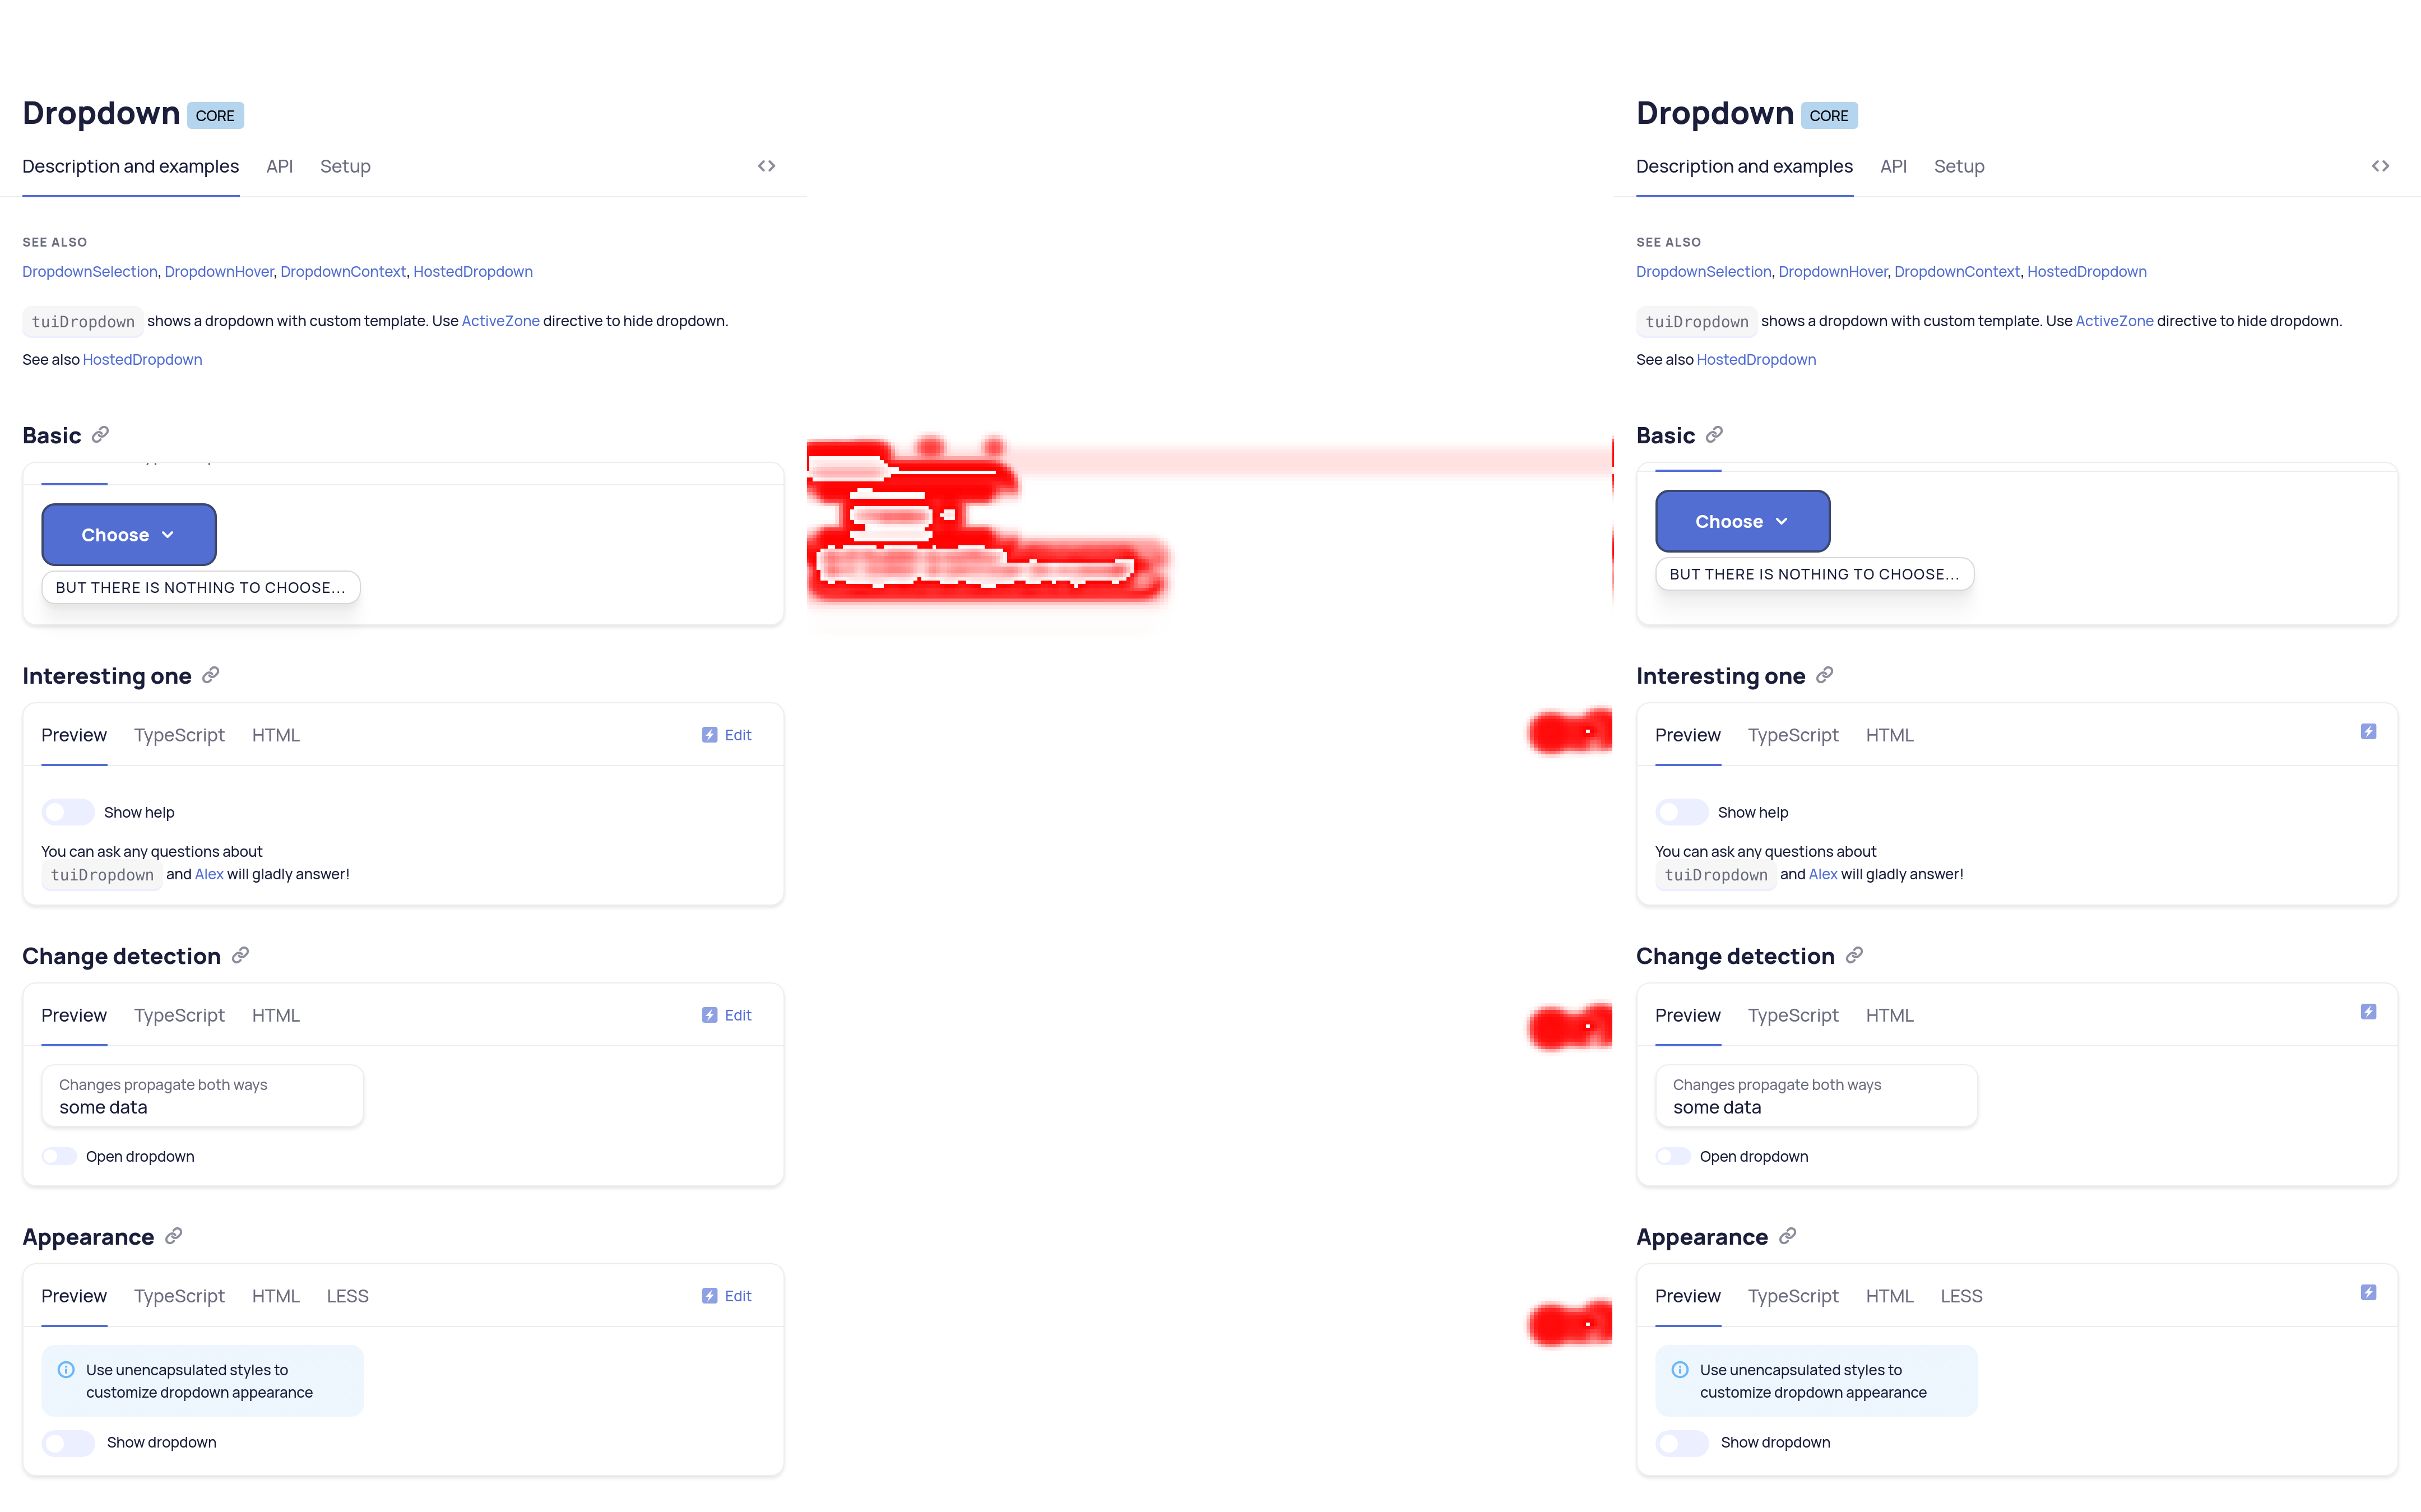 Dropdown CORE
Description and examples API Setup
SEE ALSO
DropdownSelection, DropdownHover, DropdownContext, HostedDropdown
tuiDropdown shows a dropdown with custom template. Use ActiveZone directive to hide dropdown.
See also HostedDropdown
Basic
Choose
BUT THERE IS NOTHING TO CHOOSE...
Interesting one
Preview TypeScript HTML Edit
Show help
You can ask any questions about
tuiDropdown and Alex will gladly answer!
Change detection
Preview TypeScript HTML Edit
Changes propagate both ways
some data
Open dropdown
Appearance
Preview TypeScript HTML LESS Edit
Use unencapsulated styles to
customize dropdown appearance
Show dropdown
Dropdown CORE
Description and examples API Setup
SEE ALSO
DropdownSelection, DropdownHover, DropdownContext, HostedDropdown
tuiDropdown shows a dropdown with custom template. Use ActiveZone directive to hide dropdown.
See also HostedDropdown
Basic
Choose
BUT THERE IS NOTHING TO CHOOSE...
Interesting one
Preview TypeScript HTML
Show help
You can ask any questions about
tuiDropdown and Alex will gladly answer!
Change detection
Preview TypeScript HTML
Changes propagate both ways
some data
Open dropdown
Appearance
Preview TypeScript HTML LESS
Use unencapsulated styles to
customize dropdown appearance
Show dropdown